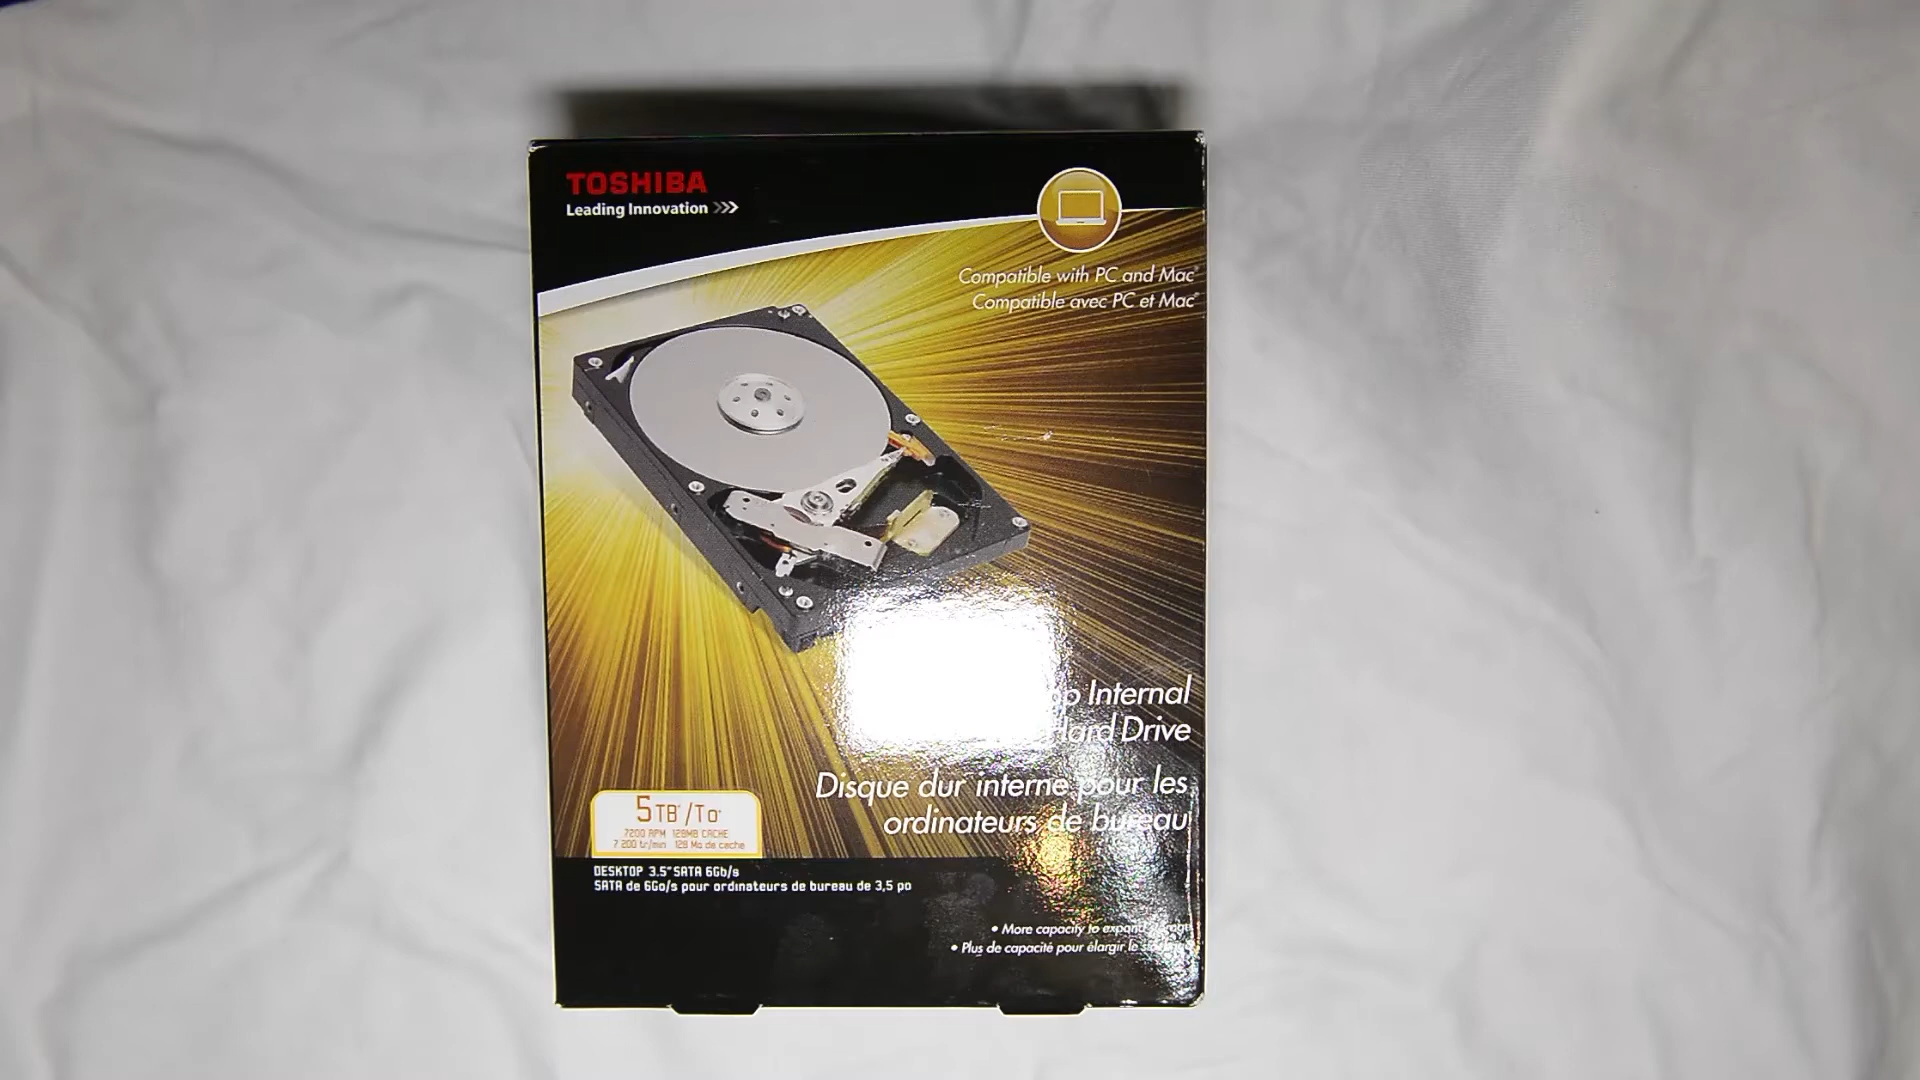 TOSHIBA
Leading Innovation >>>
Compatible with PC and Mac®
Compatible avec PC et Mac®
Internal
Hard Drive
Disque dur interne pour les
ordinateurs de bureau
5TB*/To*
7200 RPM 128MB CACHE
7 200 tr/min 128 Mo de cache
DESKTOP 3.5" SATA 6Gb/s
SATA de 6Go/s pour ordinateurs de bureau de 3,5 po
• More capacity to expand
• Plus de capacité pour élargir le